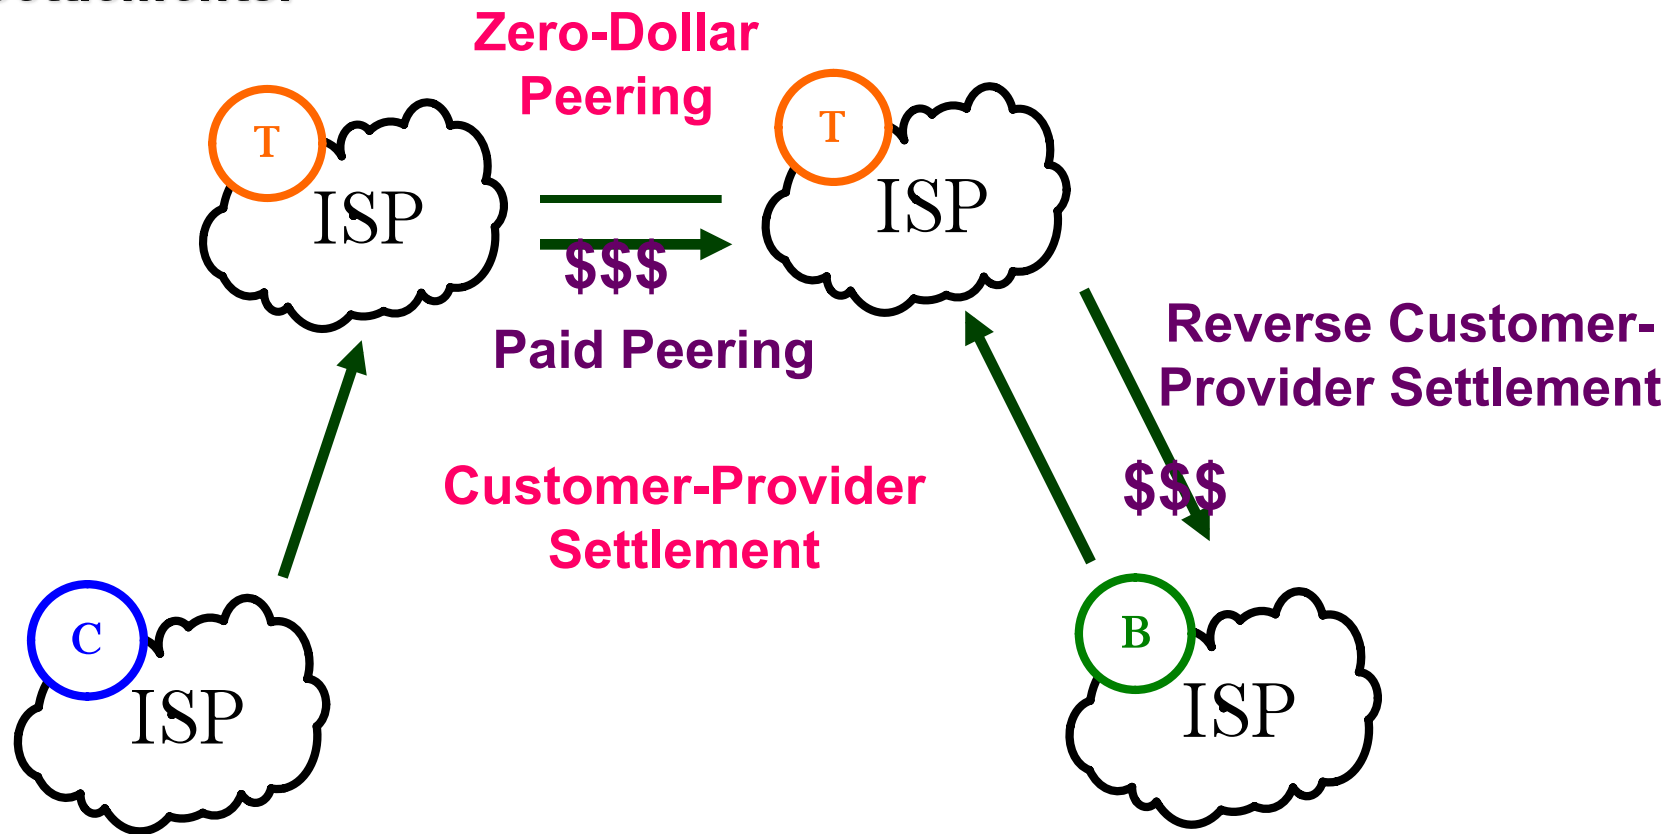 Zero-Dollar
Peering
T
ISP
T
ISP
$$$
Paid Peering
Reverse Customer-
Provider Settlement
$$$
Customer-Provider
Settlement
C
ISP
B
ISP